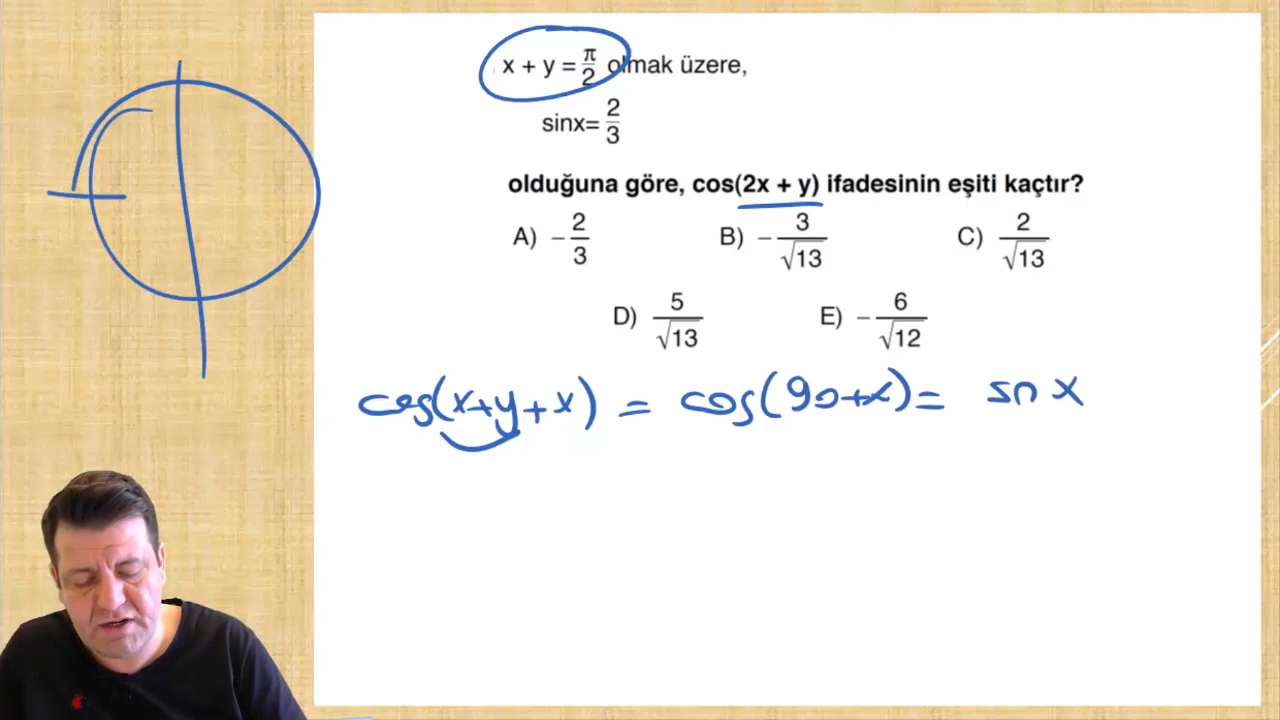 x + y = π/2 olmak üzere,
sinx= 2/3
olduğuna göre, cos(2x + y) ifadesinin eşiti kaçtır?
A) −2/3 B) −3/√13 C) 2/√13
D) 5/√13 E) −6/√12
cos(x+y+x) = cos(90+x) = sn x